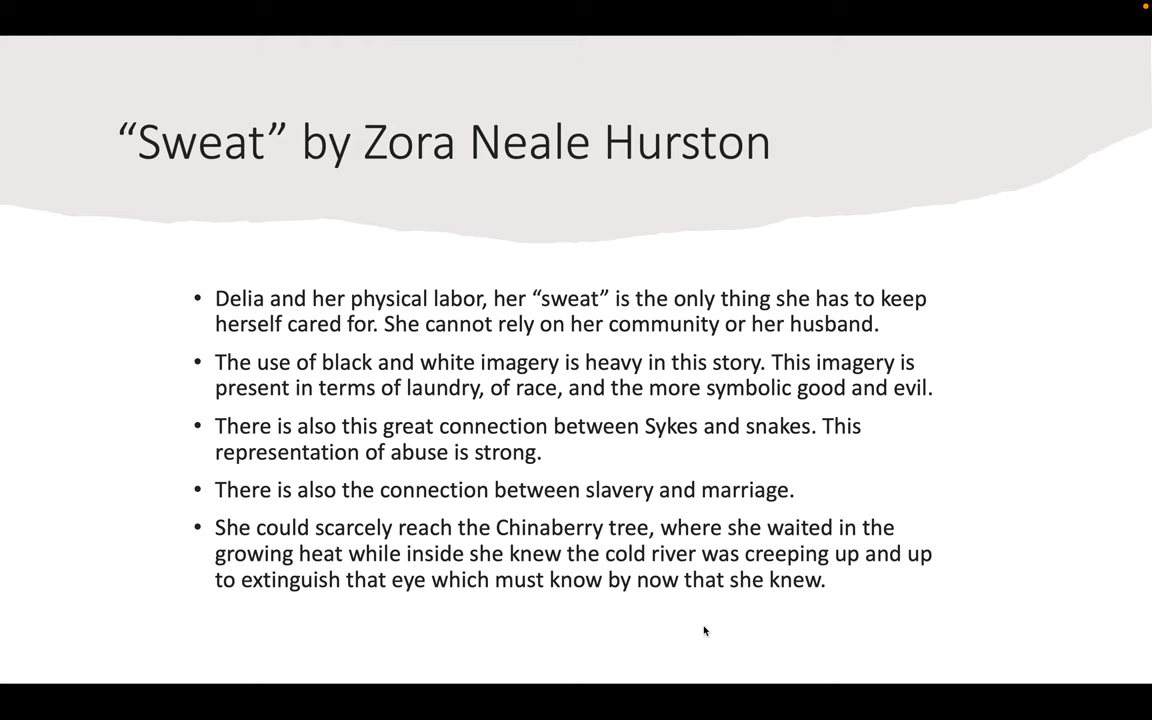 “Sweat” by Zora Neale Hurston
• Delia and her physical labor, her “sweat” is the only thing she has to keep
herself cared for. She cannot rely on her community or her husband.
• The use of black and white imagery is heavy in this story. This imagery is
present in terms of laundry, of race, and the more symbolic good and evil.
• There is also this great connection between Sykes and snakes. This
representation of abuse is strong.
• There is also the connection between slavery and marriage.
• She could scarcely reach the Chinaberry tree, where she waited in the
growing heat while inside she knew the cold river was creeping up and up
to extinguish that eye which must know by now that she knew.